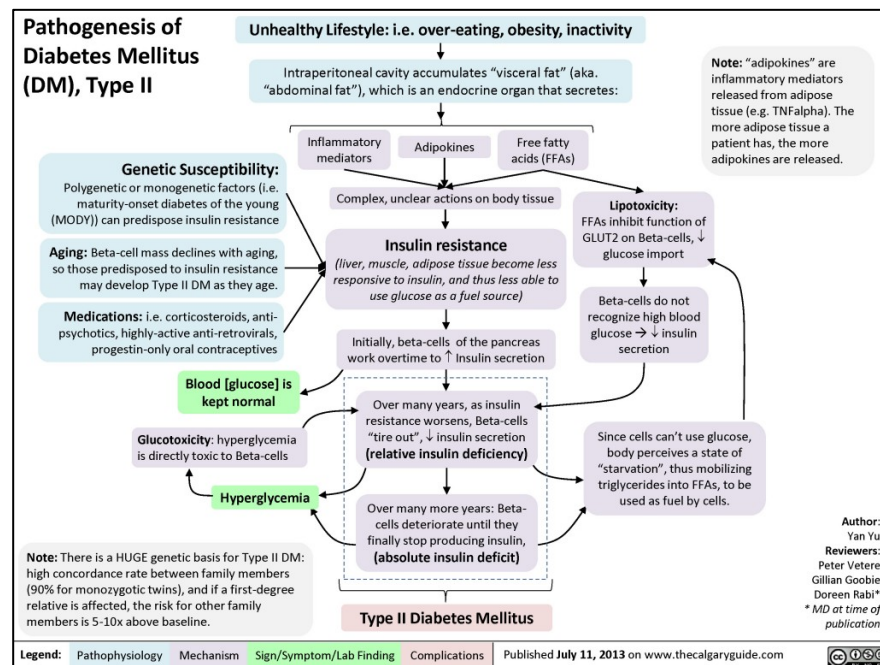 Pathogenesis of
Diabetes Mellitus
(DM), Type II
Unhealthy Lifestyle: i.e. over-eating, obesity, inactivity
Intraperitoneal cavity accumulates “visceral fat” (aka.
“abdominal fat”), which is an endocrine organ that secretes:
Note: “adipokines” are
inflammatory mediators
released from adipose
tissue (e.g. TNFalpha). The
more adipose tissue a
patient has, the more
adipokines are released.
Inflammatory
mediators
Adipokines
Free fatty
acids (FFAs)
Complex, unclear actions on body tissue
Genetic Susceptibility:
Polygenetic or monogenetic factors (i.e.
maturity-onset diabetes of the young
(MODY)) can predispose insulin resistance
Aging: Beta-cell mass declines with aging,
so those predisposed to insulin resistance
may develop Type II DM as they age.
Medications: i.e. corticosteroids, anti-
psychotics, highly-active anti-retrovirals,
progestin-only oral contraceptives
Insulin resistance
(liver, muscle, adipose tissue become less
responsive to insulin, and thus less able to
use glucose as a fuel source)
Lipotoxicity:
FFAs inhibit function of
GLUT2 on Beta-cells, ↓
glucose import
Beta-cells do not
recognize high blood
glucose → ↓ insulin
secretion
Initially, beta-cells of the pancreas
work overtime to ↑ Insulin secretion
Blood [glucose] is
kept normal
Over many years, as insulin
resistance worsens, Beta-cells
“tire out”, ↓ insulin secretion
(relative insulin deficiency)
Glucotoxicity: hyperglycemia
is directly toxic to Beta-cells
Hyperglycemia
Since cells can’t use glucose,
body perceives a state of
“starvation”, thus mobilizing
triglycerides into FFAs, to be
used as fuel by cells.
Over many more years: Beta-
cells deteriorate until they
finally stop producing insulin,
(absolute insulin deficit)
Type II Diabetes Mellitus
Note: There is a HUGE genetic basis for Type II DM:
high concordance rate between family members
(90% for monozygotic twins), and if a first-degree
relative is affected, the risk for other family
members is 5-10x above baseline.
Author:
Yan Yu
Reviewers:
Peter Vetere
Gillian Goobie
Doreen Rabi*
* MD at time of
publication
Legend: Pathophysiology Mechanism Sign/Symptom/Lab Finding Complications Published July 11, 2013 on www.thecalgaryguide.com